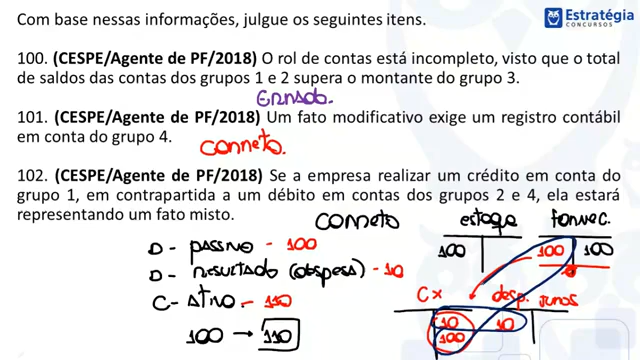 Com base nessas informações, julgue os seguintes itens.
Estratégia
CONCURSOS
100. (CESPE/Agente de PF/2018) O rol de contas está incompleto, visto que o total
de saldos das contas dos grupos 1 e 2 supera o montante do grupo 3.
Errado.
101. (CESPE/Agente de PF/2018) Um fato modificativo exige um registro contábil
em conta do grupo 4.
Correto.
102. (CESPE/Agente de PF/2018) Se a empresa realizar um crédito em conta do
grupo 1, em contrapartida a um débito em contas dos grupos 2 e 4, ela estará
representando um fato misto.
Correto
estoque fornec.
100 100 100
D - Passivo - 100
D - Resultado (Despesa) - 10
C - Ativo - 110
100 → 110
Cx desp. juros
10 10
100